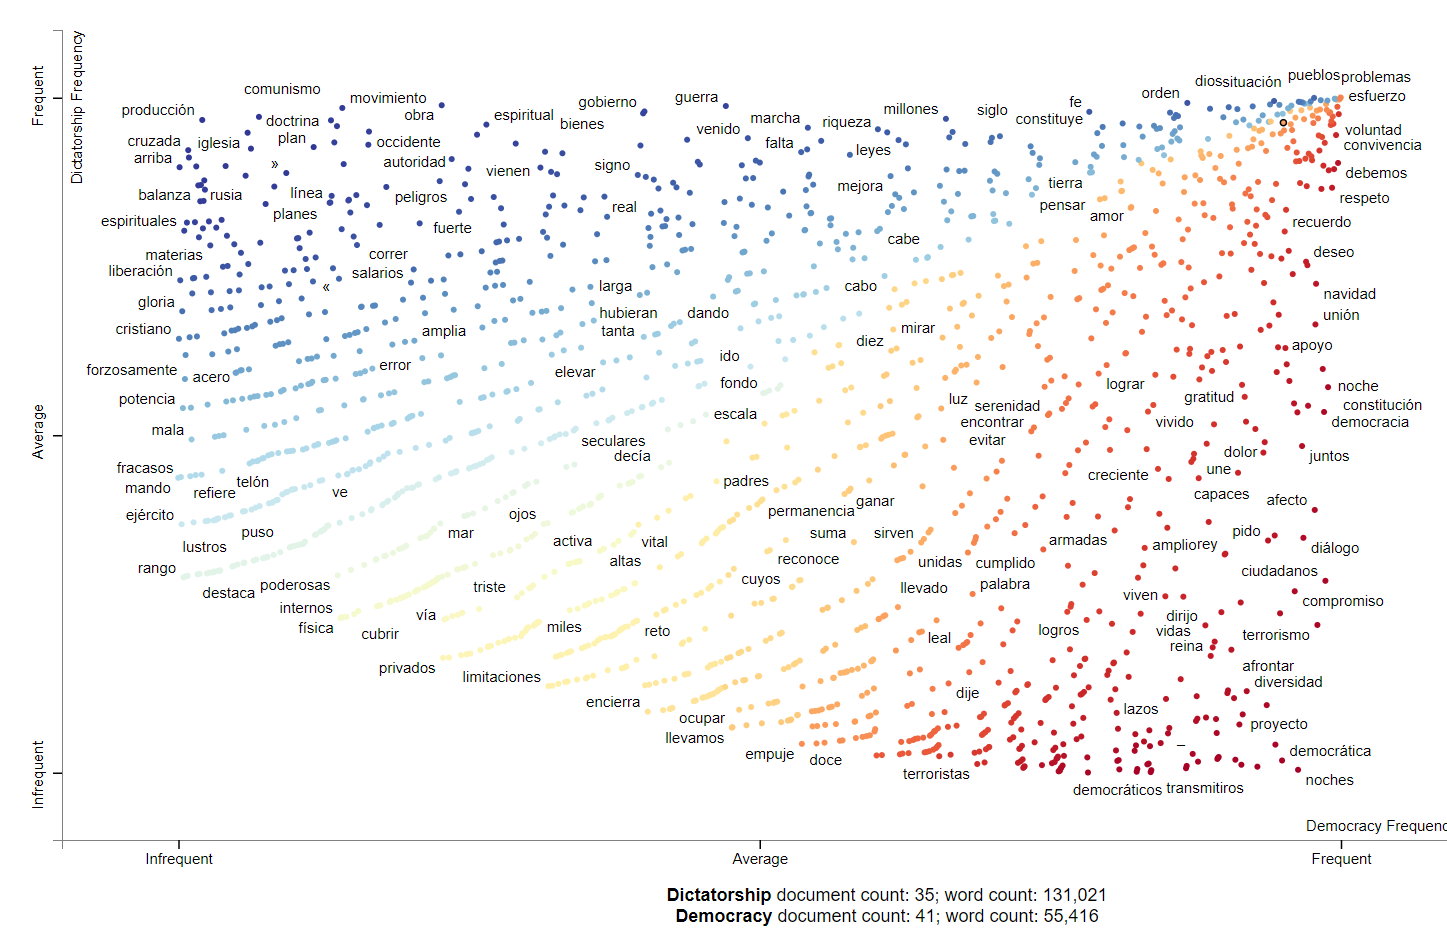 Dictatorship Frequency
Frequent
Average
Infrequent
comunismo
diossituación
pueblosproblemas
producción
movimiento
obra
espiritual
bienes
gobierno
guerra
millones
siglo
fe
constituye
orden
esfuerzo
cruzada
iglesia
doctrina
plan
occidente
venido
marcha
falta
riqueza
leyes
voluntad
convivencia
arriba
»
autoridad
vienen
signo
debemos
balanza
rusia
línea
peligros
mejora
tierra
pensar
respeto
espirituales
planes
fuerte
real
amor
recuerdo
materias
correr
cabe
deseo
liberación
salarios
gloria
«
larga
cabo
navidad
cristiano
amplia
hubieran
tanta
dando
mirar
unión
diez
apoyo
forzosamente
acero
error
elevar
ido
fondo
lograr
noche
potencia
escala
luz
serenidad
gratitud
constitución
mala
encontrar
vivido
democracia
seculares
evitar
decía
dolor
juntos
fracasos
telón
une
mando
refiere
ve
padres
creciente
capaces
ejército
ojos
permanencia
ganar
afecto
puso
mar
activa
vital
suma
sirven
armadas
ampliorey
pido
diálogo
lustros
altas
reconoce
unidas
cumplido
rango
cuyos
ciudadanos
destaca
poderosas
triste
llevado
palabra
viven
compromiso
internos
vía
dirijo
física
cubrir
miles
reto
leal
logros
vidas
terrorismo
reina
privados
limitaciones
afrontar
diversidad
encierra
dije
lazos
ocupar
proyecto
llevamos
–
empuje
doce
democrática
terroristas
noches
democráticos
transmitiros
Democracy Frequenc
Infrequent
Average
Frequent
Dictatorship document count: 35; word count: 131,021
Democracy document count: 41; word count: 55,416